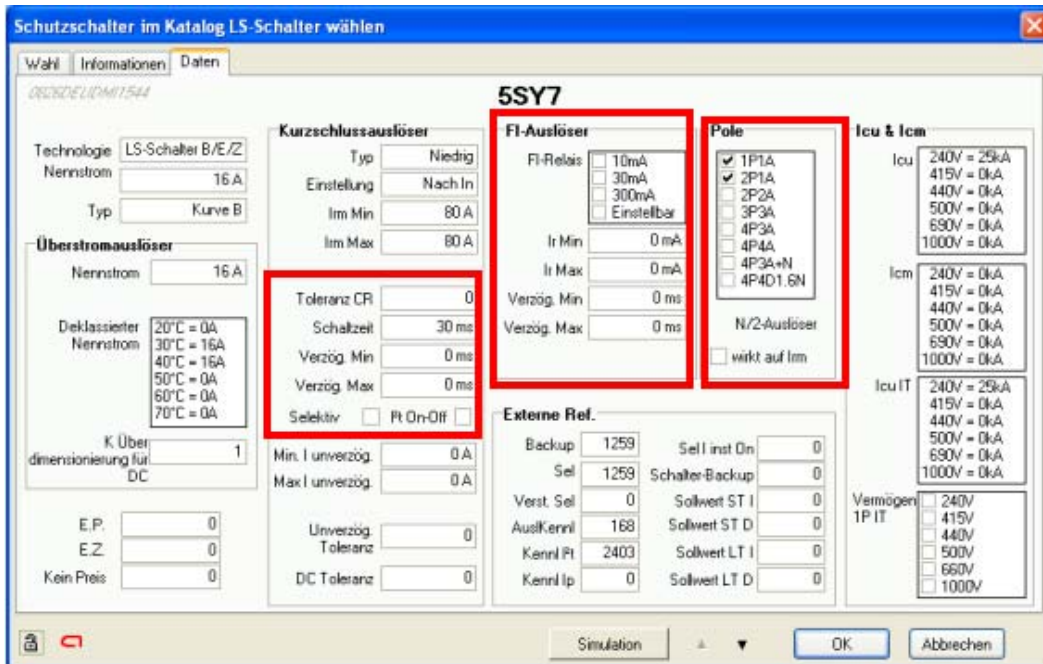 Schutzschalter im Katalog LS-Schalter wählen
Wahl
Informationen
Daten
5SY7
Technologie LS-Schalter B/E/Z
Nennstrom 16 A
Typ Kurve B
Überstromauslöser
Nennstrom 16 A
Deklassierter Nennstrom
20°C = 0A
30°C = 16A
40°C = 16A
50°C = 0A
60°C = 0A
70°C = 0A
K Über
dimensionierung für
DC
1
E.P. 0
E.Z. 0
Kein Preis 0
Kurzschlussauslöser
Typ Niedrig
Einstellung Nach In
Irm Min 80 A
Irm Max 80 A
Toleranz CR 0
Schaltzeit 30 ms
Verzög. Min 0 ms
Verzög. Max 0 ms
Selektiv I²t On-Off
Min. I unverzög. 0 A
Max I unverzög. 0 A
Unverzög.
Toleranz
0
DC Toleranz 0
FI-Auslöser
FI-Relais
10mA
30mA
300mA
Einstellbar
Ir Min 0 mA
Ir Max 0 mA
Verzög. Min 0 ms
Verzög. Max 0 ms
Pole
1P1A
2P1A
2P2A
3P3A
4P3A
4P4A
4P3A+N
4P4D1.6N
N/2-Auslöser
wirkt auf Irm
Externe Ref.
Backup 1259
Sel 1259
Verst. Sel 0
AuslKennl 168
Kennl I²t 2403
Kennl Ip 0
Sel I inst On 0
Schalter-Backup 0
Sollwert ST I 0
Sollwert ST D 0
Sollwert LT I 0
Sollwert LT D 0
Icu & Icm
Icu
240V = 25kA
415V = 0kA
440V = 0kA
500V = 0kA
690V = 0kA
1000V = 0kA
Icm
240V = 0kA
415V = 0kA
440V = 0kA
500V = 0kA
690V = 0kA
1000V = 0kA
Icu IT
240V = 25kA
415V = 0kA
440V = 0kA
500V = 0kA
690V = 0kA
1000V = 0kA
Vermögen
1P IT
240V
415V
440V
500V
660V
1000V
Simulation
OK
Abbrechen